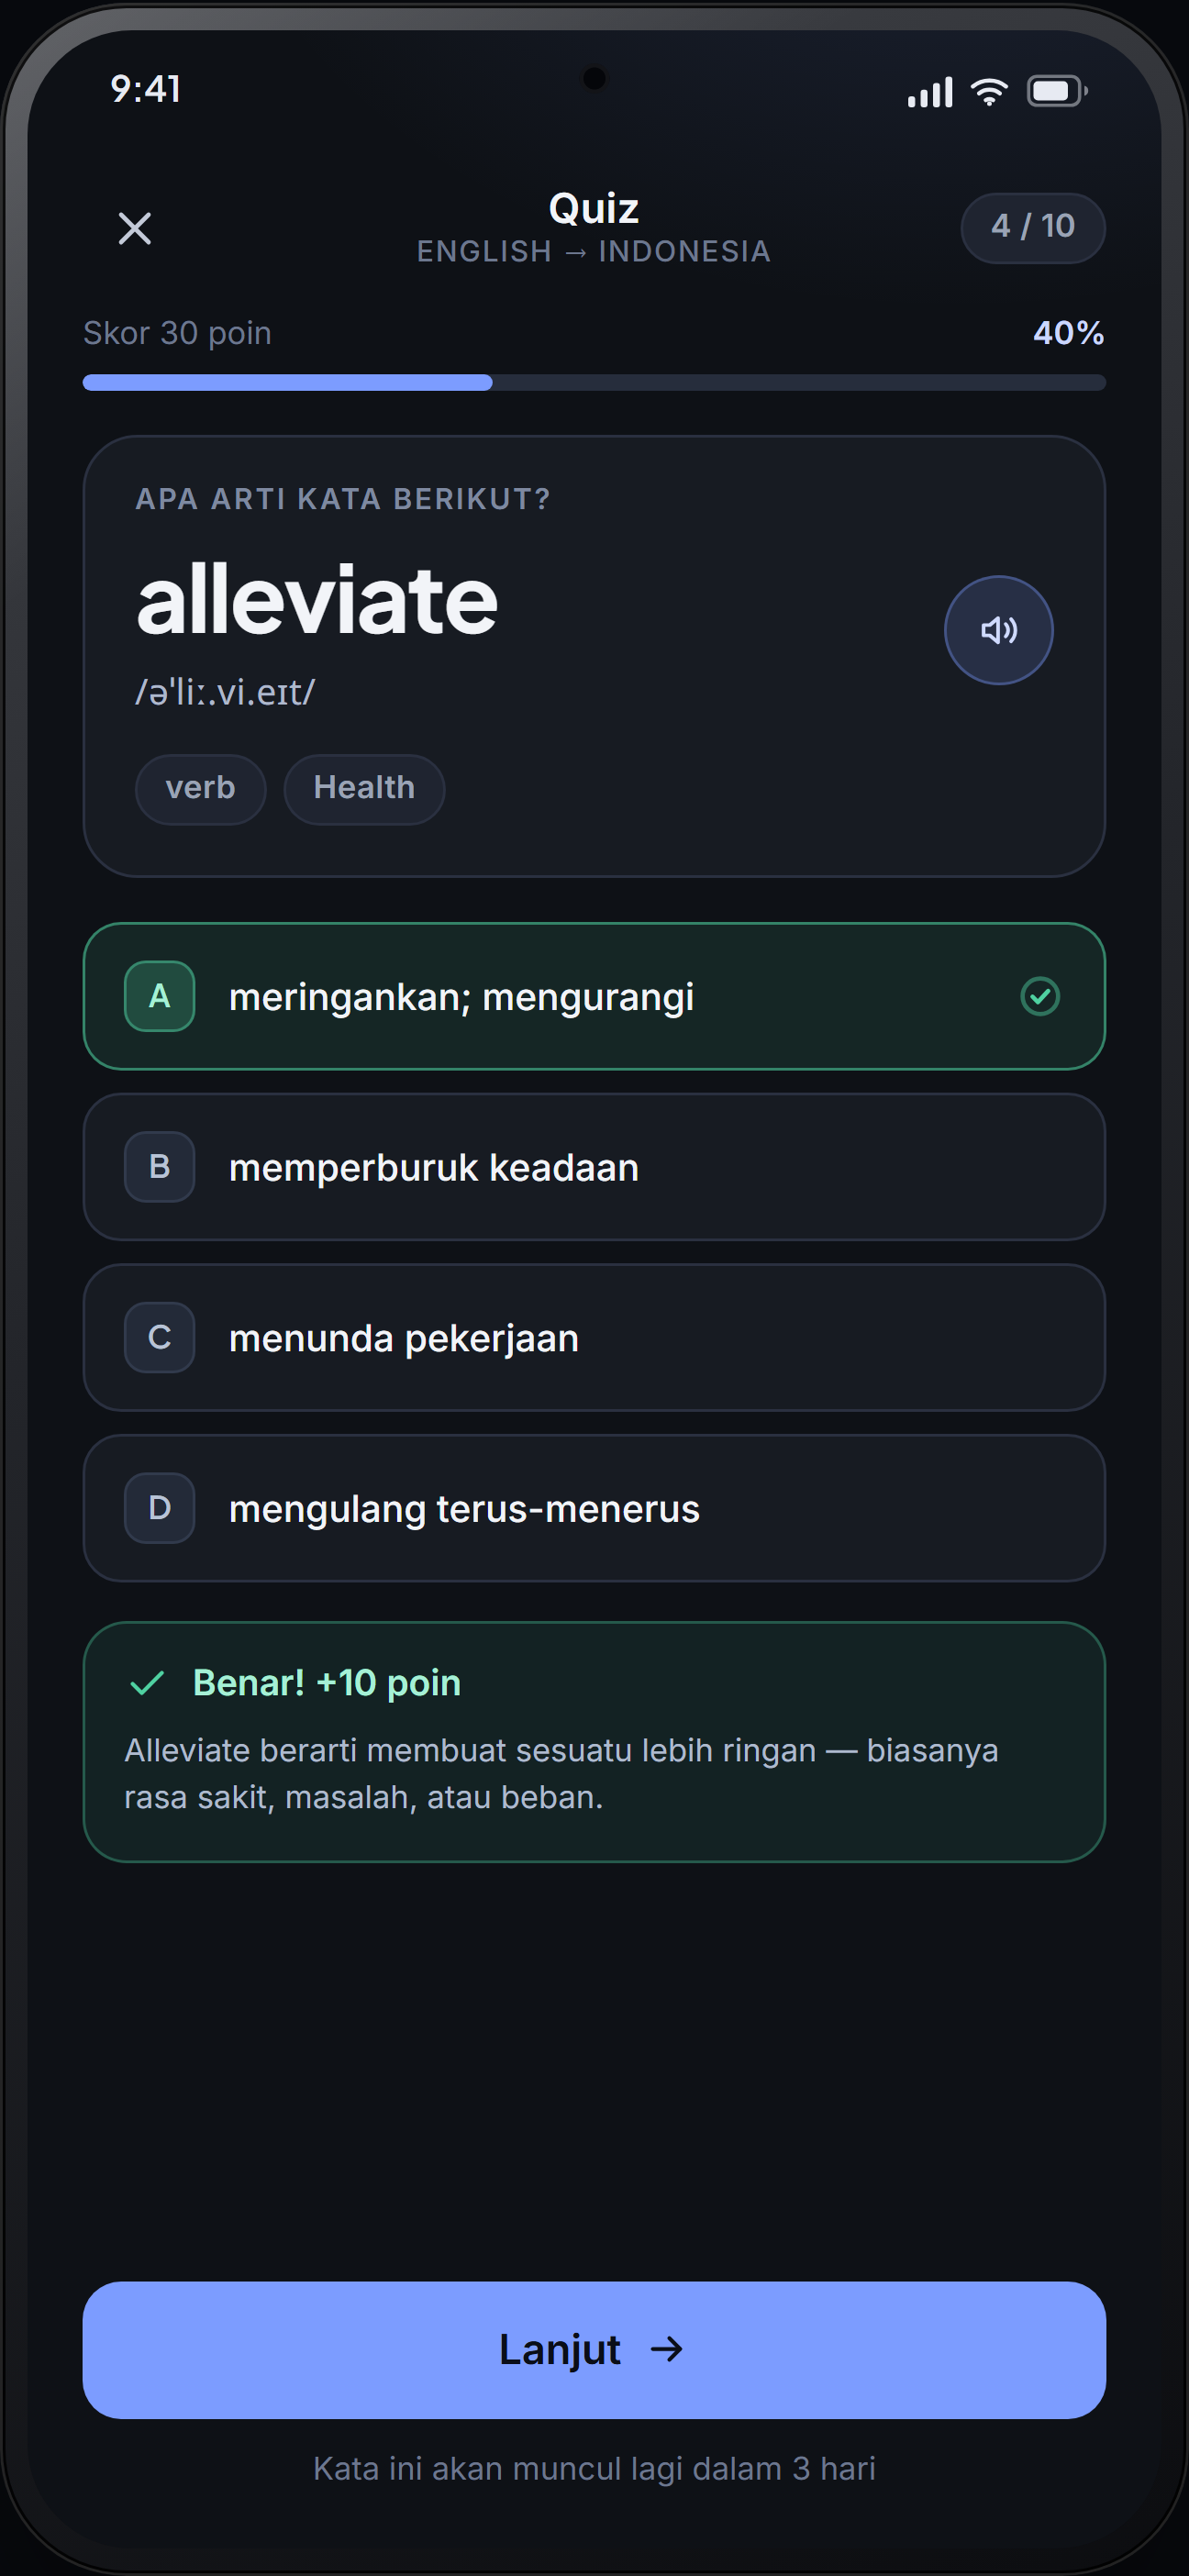 9:41
Quiz
ENGLISH → INDONESIA
4 / 10
Skor 30 poin
40%
APA ARTI KATA BERIKUT?
alleviate
/əˈliː.vi.eɪt/
verb
Health
A
meringankan; mengurangi
B
memperburuk keadaan
C
menunda pekerjaan
D
mengulang terus-menerus
Benar! +10 poin
Alleviate berarti membuat sesuatu lebih ringan — biasanya
rasa sakit, masalah, atau beban.
Lanjut →
Kata ini akan muncul lagi dalam 3 hari